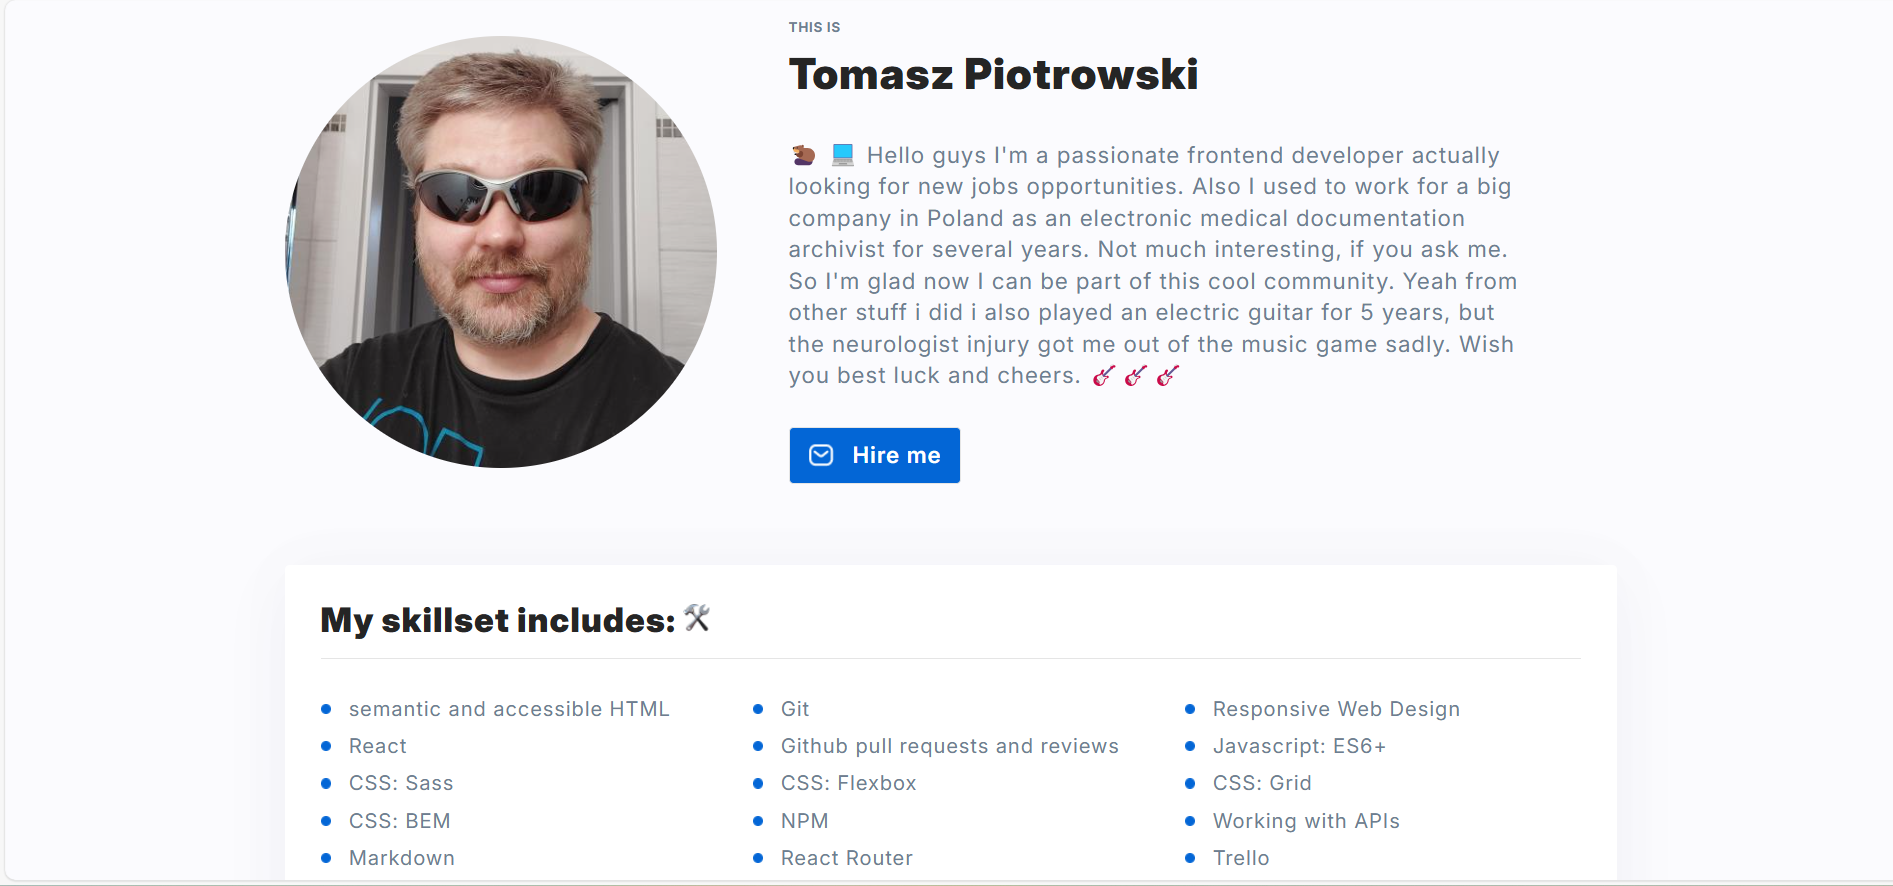 THIS IS
Tomasz Piotrowski
🦫 💻 Hello guys I'm a passionate frontend developer actually
looking for new jobs opportunities. Also I used to work for a big
company in Poland as an electronic medical documentation
archivist for several years. Not much interesting, if you ask me.
So I'm glad now I can be part of this cool community. Yeah from
other stuff i did i also played an electric guitar for 5 years, but
the neurologist injury got me out of the music game sadly. Wish
you best luck and cheers. 🎸 🎸 🎸
Hire me
My skillset includes: 🛠
semantic and accessible HTML
Git
Responsive Web Design
React
Github pull requests and reviews
Javascript: ES6+
CSS: Sass
CSS: Flexbox
CSS: Grid
CSS: BEM
NPM
Working with APIs
Markdown
React Router
Trello